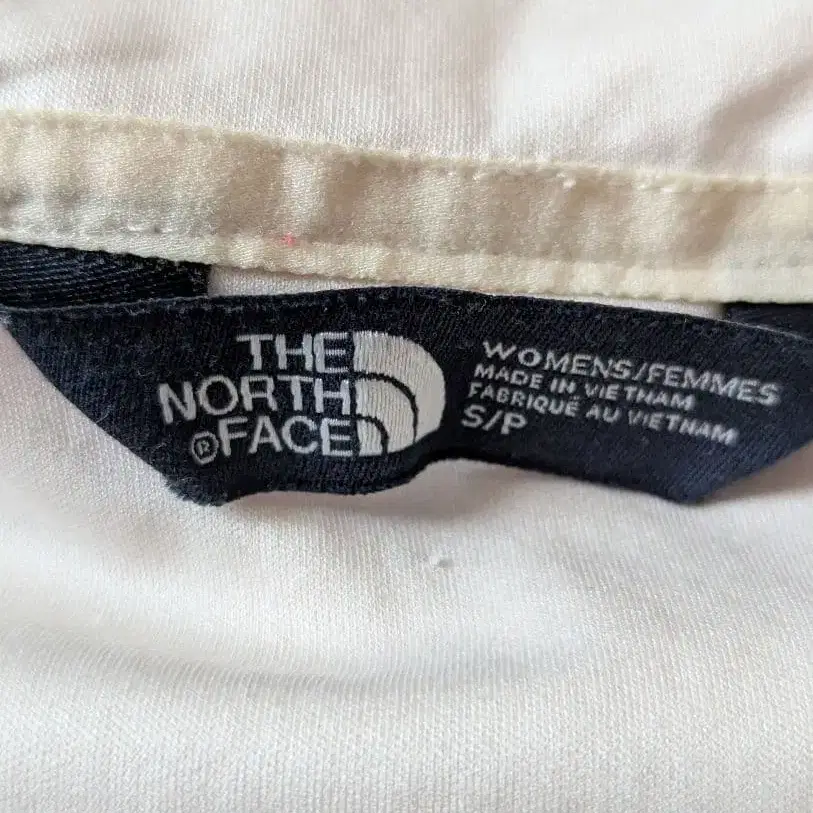 THE
NORTH
®FACE
WOMENS/FEMMES
MADE IN VIETNAM
FABRIQUÉ AU VIETNAM
S/P